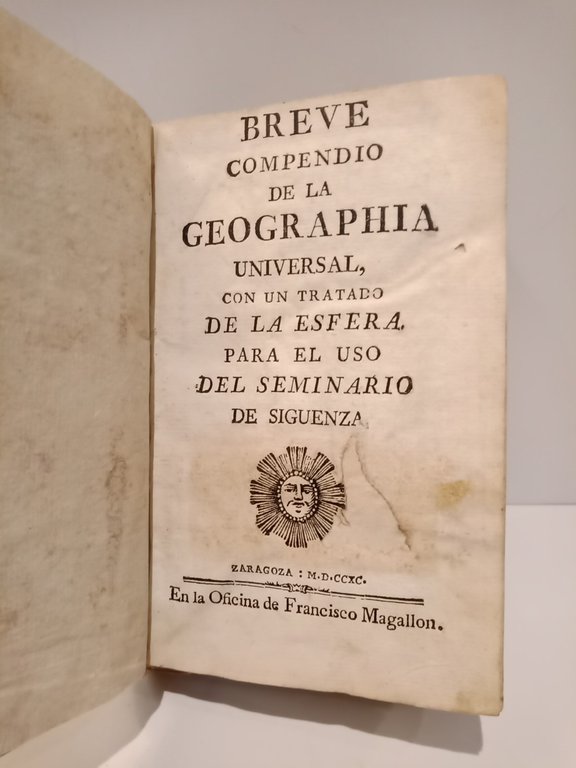 BREVE
COMPENDIO
DE LA
GEOGRAPHIA
UNIVERSAL,
CON UN TRATADO
DE LA ESFERA.
PARA EL USO
DEL SEMINARIO
DE SIGUENZA
ZARAGOZA : M.D.CCXC.
En la Oficina de Francisco Magallon.